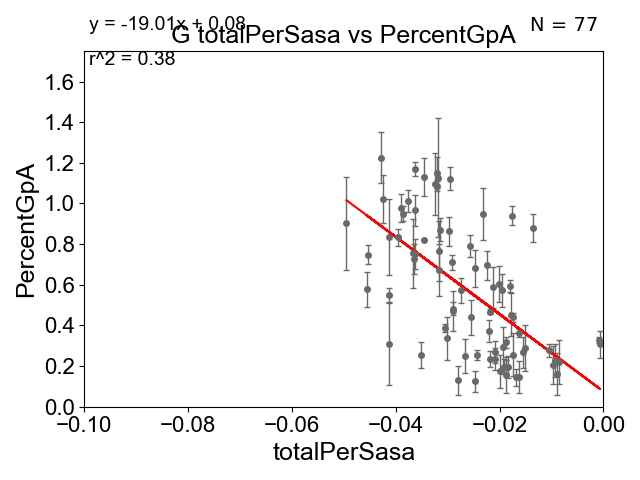 y = -19.01x + 0.08
G totalPerSasa vs PercentGpA
N = 77
r^2 = 0.38
PercentGpA
1.6
1.4
1.2
1.0
0.8
0.6
0.4
0.2
0.0
−0.10
−0.08
−0.06
−0.04
−0.02
0.00
totalPerSasa